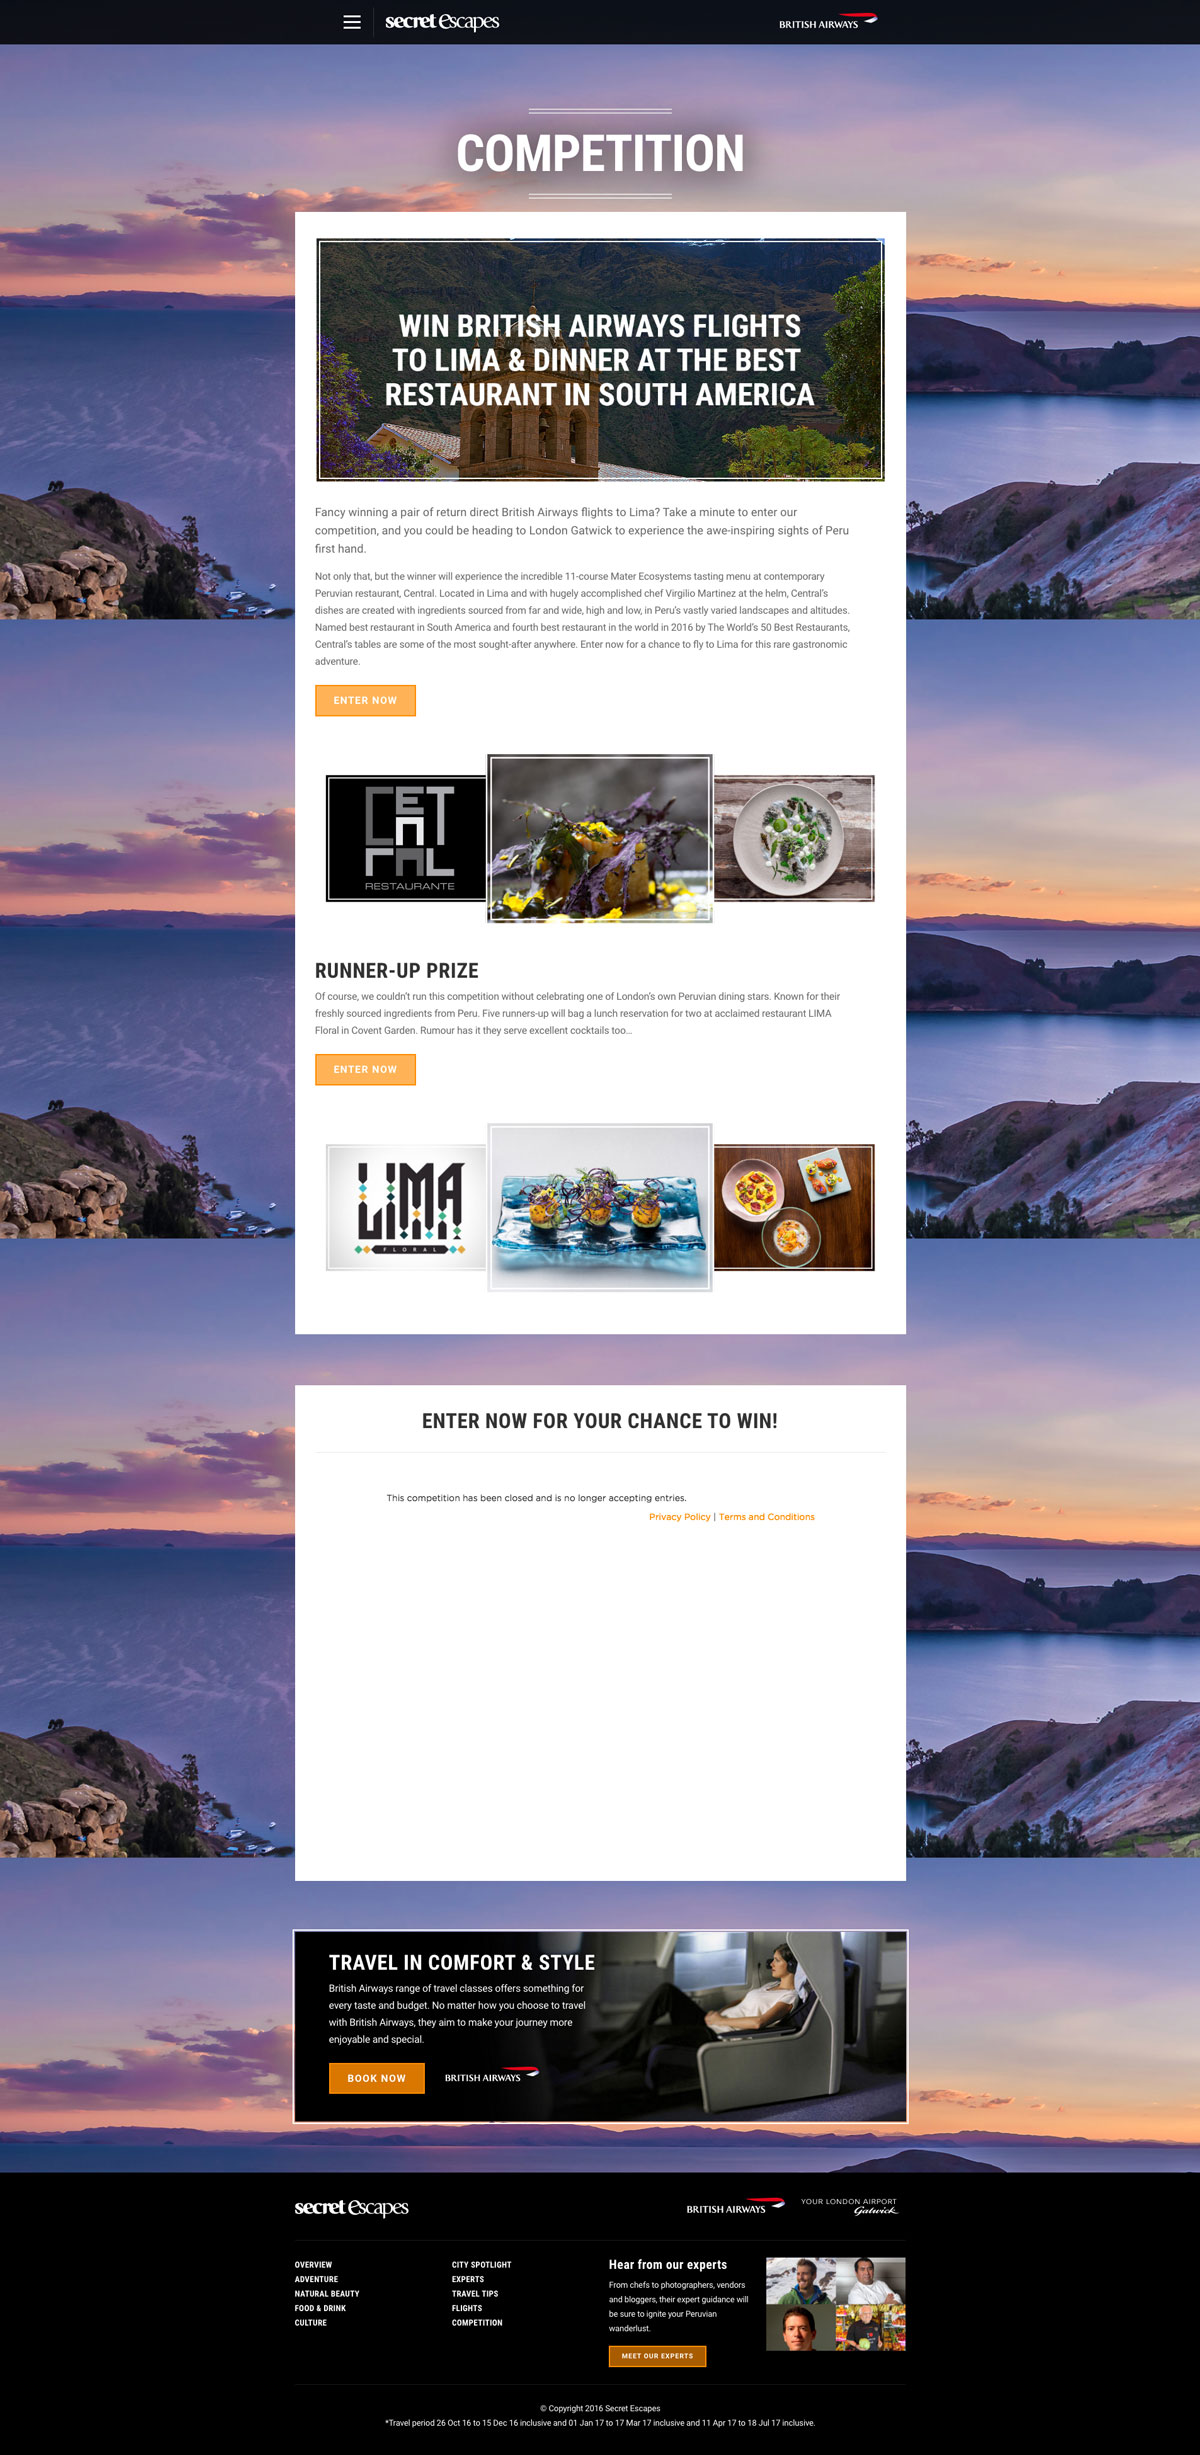 secret Escapes
BRITISH AIRWAYS
COMPETITION
WIN BRITISH AIRWAYS FLIGHTS
TO LIMA & DINNER AT THE BEST
RESTAURANT IN SOUTH AMERICA
Fancy winning a pair of return direct British Airways flights to Lima? Take a minute to enter our
competition, and you could be heading to London Gatwick to experience the awe-inspiring sights of Peru
first hand.
Not only that, but the winner will experience the incredible 11-course Mater Ecosystems tasting menu at contemporary
Peruvian restaurant, Central. Located in Lima and with hugely accomplished chef Virgilio Martinez at the helm, Central's
dishes are created with ingredients sourced from far and wide, high and low, in Peru's vastly varied landscapes and altitudes.
Named best restaurant in South America and fourth best restaurant in the world in 2016 by The World's 50 Best Restaurants,
Central's tables are some of the most sought-after anywhere. Enter now for a chance to fly to Lima for this rare gastronomic
adventure.
ENTER NOW
CENTRAL
RESTAURANTE
RUNNER-UP PRIZE
Of course, we couldn't run this competition without celebrating one of London's own Peruvian dining stars. Known for their
freshly sourced ingredients from Peru. Five runners-up will bag a lunch reservation for two at acclaimed restaurant LIMA
Floral in Covent Garden. Rumour has it they serve excellent cocktails too...
ENTER NOW
LIMA
FLORAL
ENTER NOW FOR YOUR CHANCE TO WIN!
This competition has been closed and is no longer accepting entries.
Privacy Policy | Terms and Conditions
TRAVEL IN COMFORT & STYLE
British Airways range of travel classes offers something for
every taste and budget. No matter how you choose to travel
with British Airways, they aim to make your journey more
enjoyable and special.
BOOK NOW
BRITISH AIRWAYS
secret Escapes
BRITISH AIRWAYS
YOUR LONDON AIRPORT
Gatwick
OVERVIEW
ADVENTURE
NATURAL BEAUTY
FOOD & DRINK
CULTURE
CITY SPOTLIGHT
EXPERTS
TRAVEL TIPS
FLIGHTS
COMPETITION
Hear from our experts
From chefs to photographers, vendors
and bloggers, their expert guidance will
be sure to ignite your Peruvian
wanderlust.
MEET OUR EXPERTS
© Copyright 2016 Secret Escapes
*Travel period 26 Oct 16 to 15 Dec 16 inclusive and 01 Jan 17 to 17 Mar 17 inclusive and 11 Apr 17 to 18 Jul 17 inclusive.